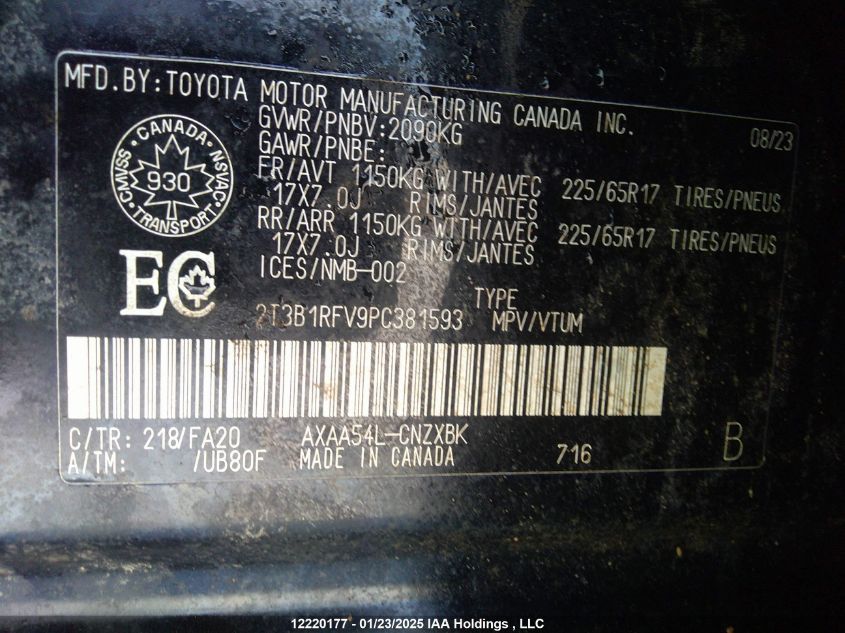 MFD.BY:TOYOTA MOTOR MANUFACTURING CANADA INC. 08/23
GVWR/PNBV:2090KG
GAWR/PNBE:
FR/AVT 1150KG WITH/AVEC 225/65R17 TIRES/PNEUS
17X7.0J RIMS/JANTES
RR/ARR 1150KG WITH/AVEC 225/65R17 TIRES/PNEUS
17X7.0J RIMS/JANTES
ICES/NMB-002
CANADA
CMVSS 930 NSVAC
TRANSPORT
EC
TYPE
2T3B1RFV9PC381593 MPV/VTUM
C/TR: 218/FA20 AXAA54L-CNZXBK
A/TM: /UB80F MADE IN CANADA 716 B
12220177 - 01/23/2025 IAA Holdings , LLC